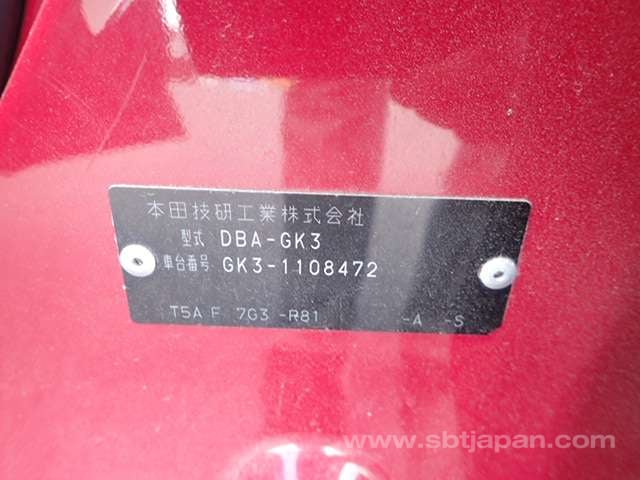 本田技研工業株式会社
型式 DBA-GK3
車台番号 GK3-1108472
T5A F 7G3 -R81 -A -S
www.sbtjapan.com